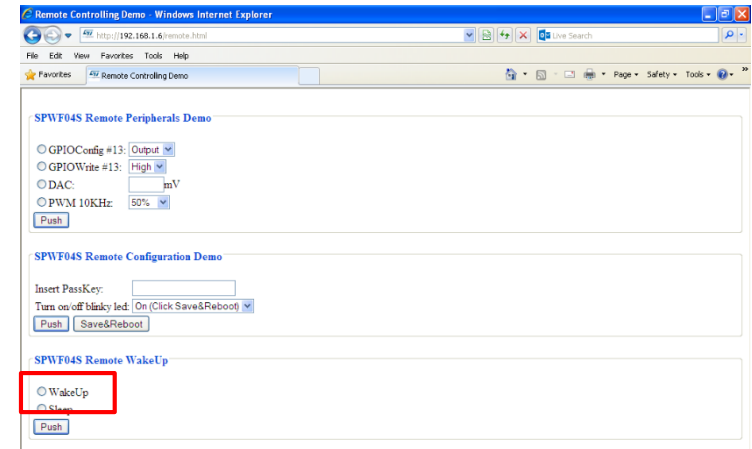 Remote Controlling Demo - Windows Internet Explorer
http://192.168.1.6/remote.html
Live Search
File Edit View Favorites Tools Help
Favorites Remote Controlling Demo Page Safety Tools »
SPWF04S Remote Peripherals Demo
GPIOConfig #13: Output
GPIOWrite #13: High
DAC: mV
PWM 10KHz: 50%
Push
SPWF04S Remote Configuration Demo
Insert PassKey:
Turn on/off blinky led: On (Click Save&Reboot)
Push Save&Reboot
SPWF04S Remote WakeUp
WakeUp
Sleep
Push